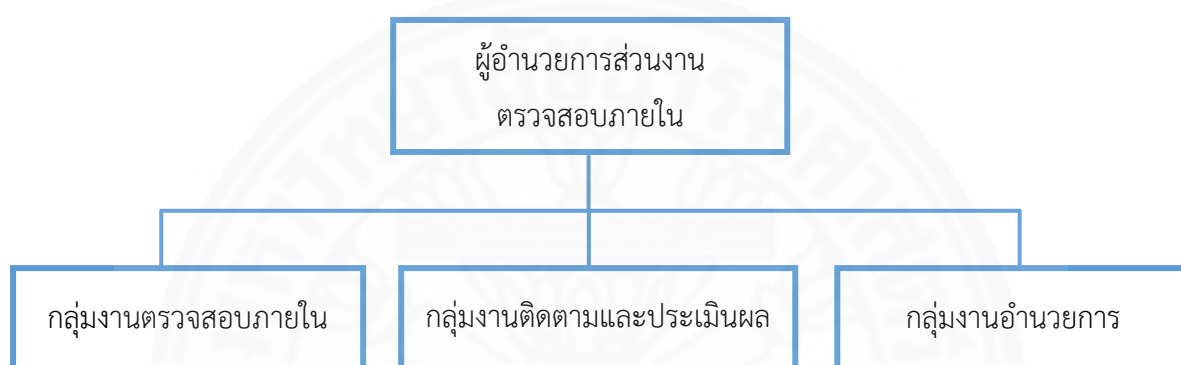 ผู้อำนวยการส่วนงาน
ตรวจสอบภายใน
กลุ่มงานตรวจสอบภายใน
กลุ่มงานติดตามและประเมินผล
กลุ่มงานอำนวยการ